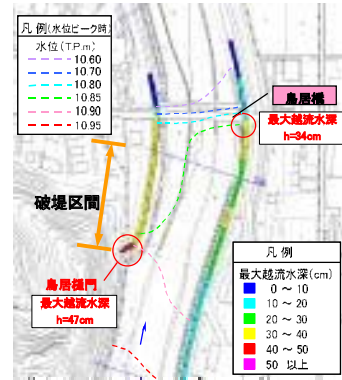 凡 例(水位ピーク時)
水位(T.P.m)
10.60
10.70
10.80
10.85
10.90
10.95
鳥居橋
最大越流水深
h=34cm
破堤区間
鳥居樋門
最大越流水深
h=47cm
凡 例
最大越流水深(cm)
0 ～ 10
10 ～ 20
20 ～ 30
30 ～ 40
40 ～ 50
50 以上